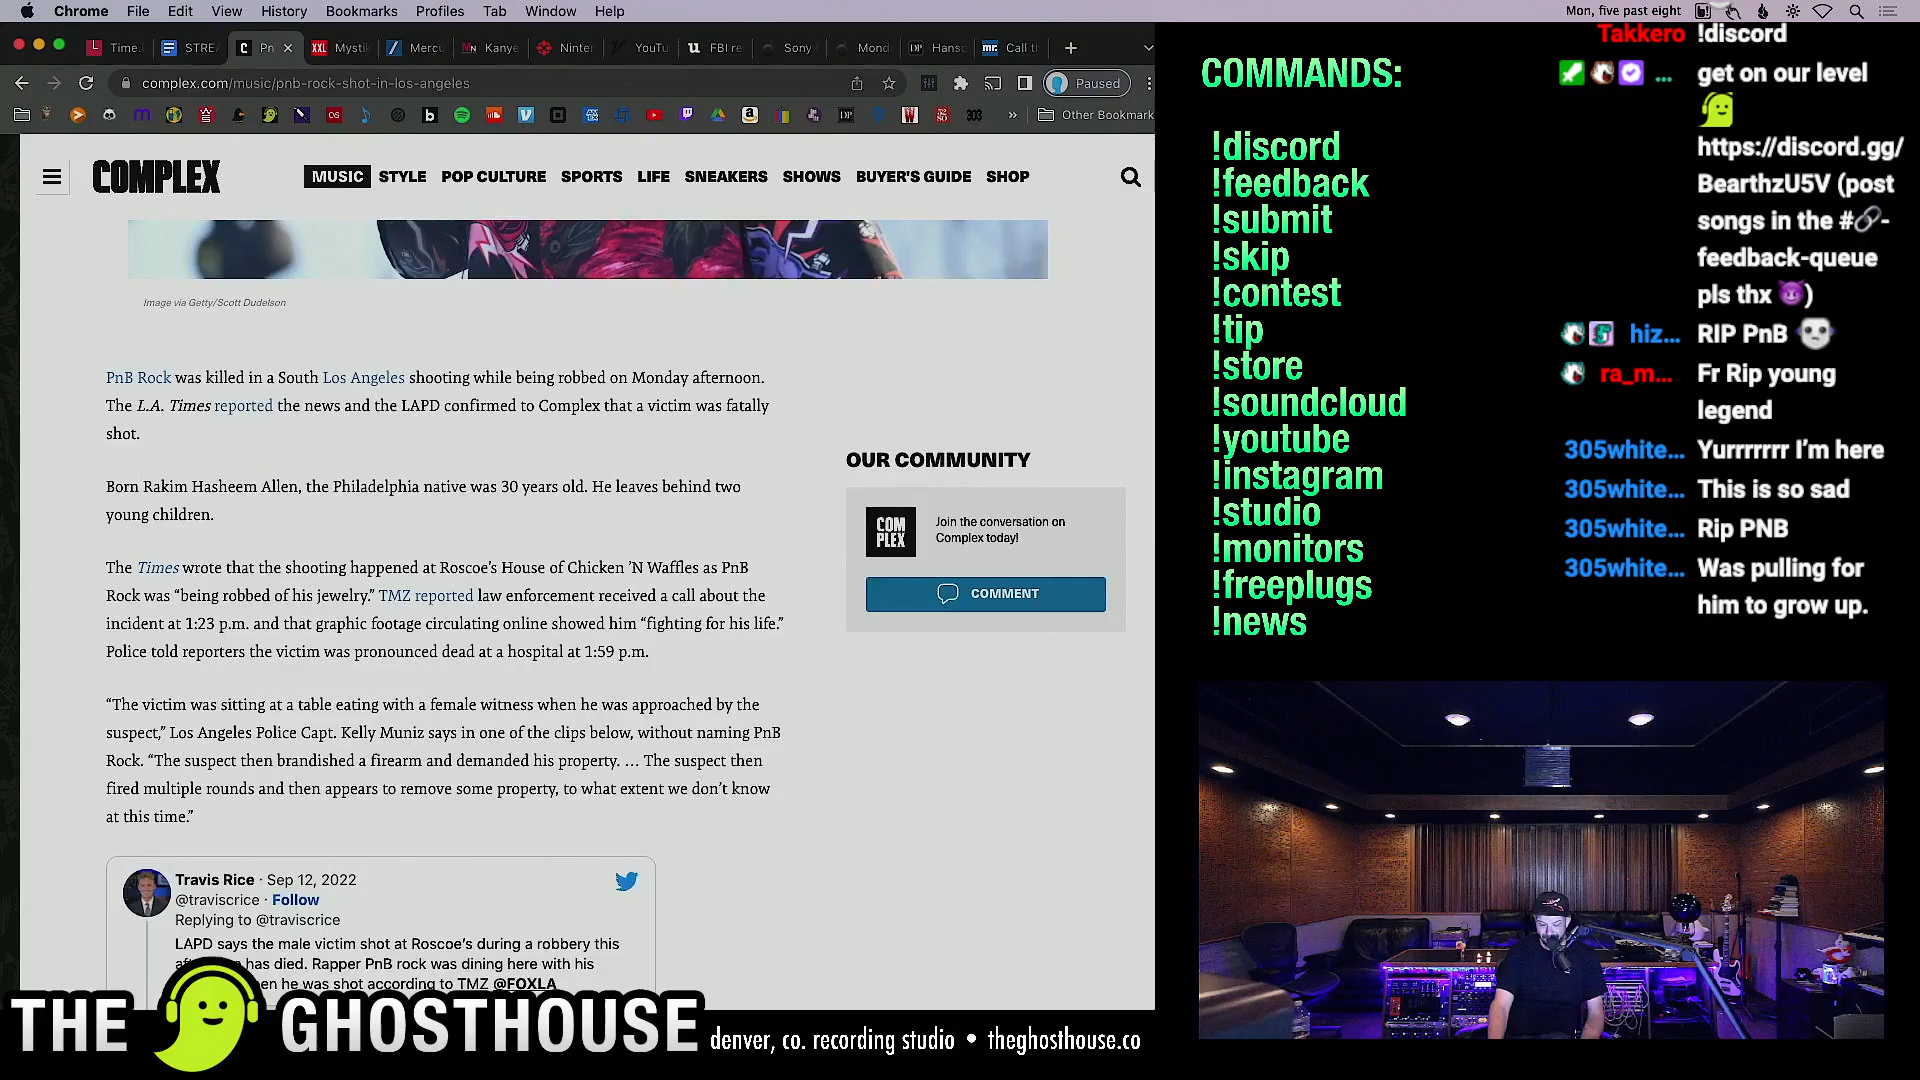 Chrome File Edit View History Bookmarks Profiles Tab Window Help
Mon, five past eight
Time. STRE Pn Mystik Mercu Kanye Ninten YouTu FBI re Sony Mond Hansc Call th
complex.com/music/pnb-rock-shot-in-los-angeles
Paused
Other Bookmark
COMPLEX
MUSIC STYLE POP CULTURE SPORTS LIFE SNEAKERS SHOWS BUYER'S GUIDE SHOP
Image via Getty/Scott Dudelson
PnB Rock was killed in a South Los Angeles shooting while being robbed on Monday afternoon.
The L.A. Times reported the news and the LAPD confirmed to Complex that a victim was fatally
shot.
Born Rakim Hasheem Allen, the Philadelphia native was 30 years old. He leaves behind two
young children.
The Times wrote that the shooting happened at Roscoe’s House of Chicken ’N Waffles as PnB
Rock was “being robbed of his jewelry.” TMZ reported law enforcement received a call about the
incident at 1:23 p.m. and that graphic footage circulating online showed him “fighting for his life.”
Police told reporters the victim was pronounced dead at a hospital at 1:59 p.m.
“The victim was sitting at a table eating with a female witness when he was approached by the
suspect,” Los Angeles Police Capt. Kelly Muniz says in one of the clips below, without naming PnB
Rock. “The suspect then brandished a firearm and demanded his property. … The suspect then
fired multiple rounds and then appears to remove some property, to what extent we don’t know
at this time.”
OUR COMMUNITY
COM
PLEX
Join the conversation on
Complex today!
COMMENT
Travis Rice · Sep 12, 2022
@traviscrice · Follow
Replying to @traviscrice
LAPD says the male victim shot at Roscoe’s during a robbery this
has died. Rapper PnB rock was dining here with his
he was shot according to TMZ @FOXLA
THE GHOSTHOUSE
denver, co. recording studio • theghosthouse.co
COMMANDS:
!discord
!feedback
!submit
!skip
!contest
!tip
!store
!soundcloud
!youtube
!instagram
!studio
!monitors
!freeplugs
!news
Takkero !discord
... get on our level
https://discord.gg/
BearthzU5V (post
songs in the #🔗-
feedback-queue
pls thx 😈)
hiz... RIP PnB
ra_m... Fr Rip young
legend
305white... Yurrrrrrr I’m here
305white... This is so sad
305white... Rip PNB
305white... Was pulling for
him to grow up.